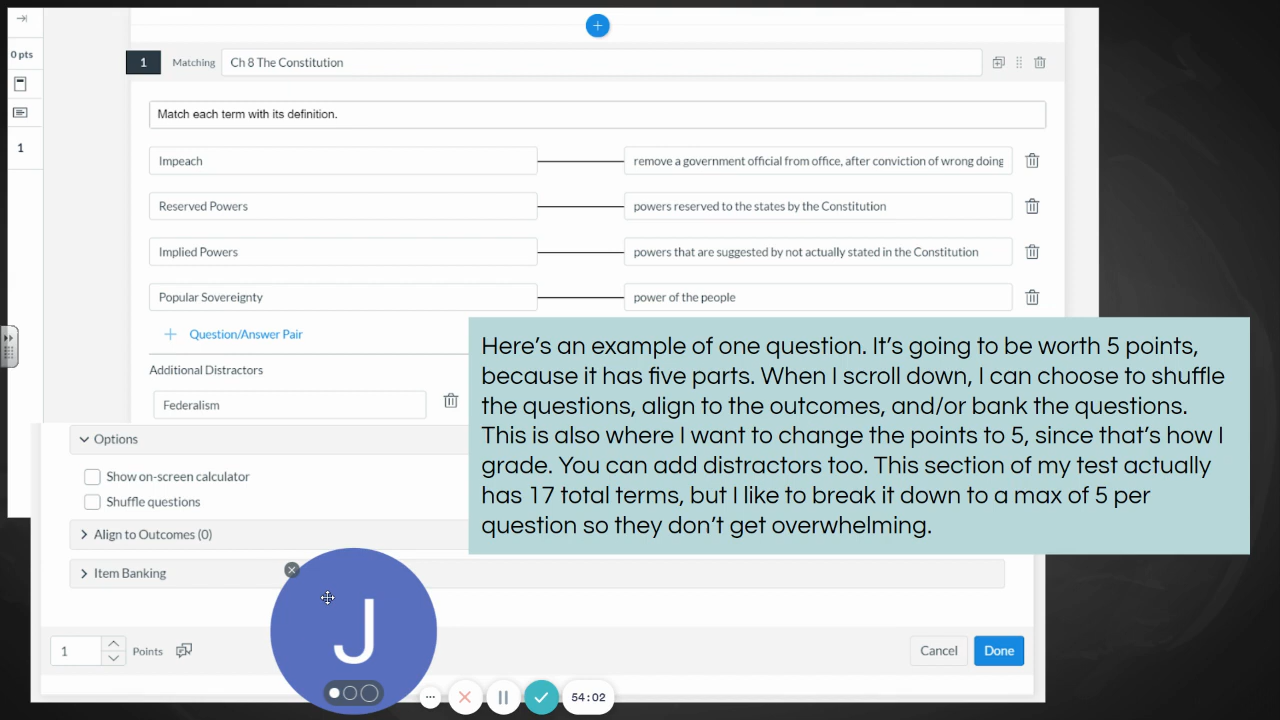 0 pts
1 Matching Ch 8 The Constitution
Match each term with its definition.
1
Impeach remove a government official from office, after conviction of wrong doing
Reserved Powers powers reserved to the states by the Constitution
Implied Powers powers that are suggested by not actually stated in the Constitution
Popular Sovereignty power of the people
+ Question/Answer Pair
Additional Distractors
Federalism
Here's an example of one question. It's going to be worth 5 points,
because it has five parts. When I scroll down, I can choose to shuffle
the questions, align to the outcomes, and/or bank the questions.
This is also where I want to change the points to 5, since that's how I
grade. You can add distractors too. This section of my test actually
has 17 total terms, but I like to break it down to a max of 5 per
question so they don't get overwhelming.
Options
Show on-screen calculator
Shuffle questions
Align to Outcomes (0)
Item Banking
J
1 Points
Cancel Done
54:02